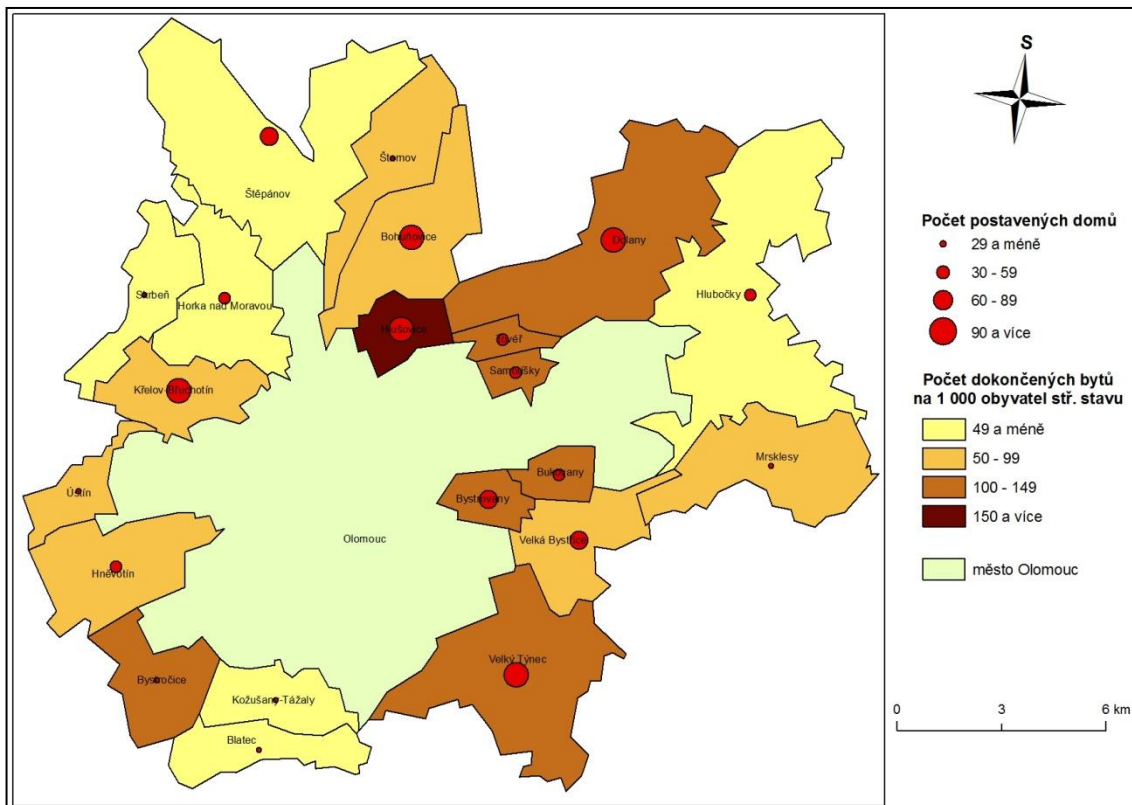 S
Počet postavených domů
29 a méně
30 - 59
60 - 89
90 a více
Počet dokončených bytů
na 1 000 obyvatel stř. stavu
49 a méně
50 - 99
100 - 149
150 a více
město Olomouc
0 3 6 km
Štěpánov
Bohuňovice
Dolany
Skrbeň
Horka nad Moravou
Hlubočky
Hlušovice
Samotišky
Křelov-Břuchotín
Mrsklesy
Bukovany
Ústín
Bystrovany
Olomouc
Velká Bystřice
Hněvotín
Velký Týnec
Bystročice
Kožušany-Tážaly
Blatec